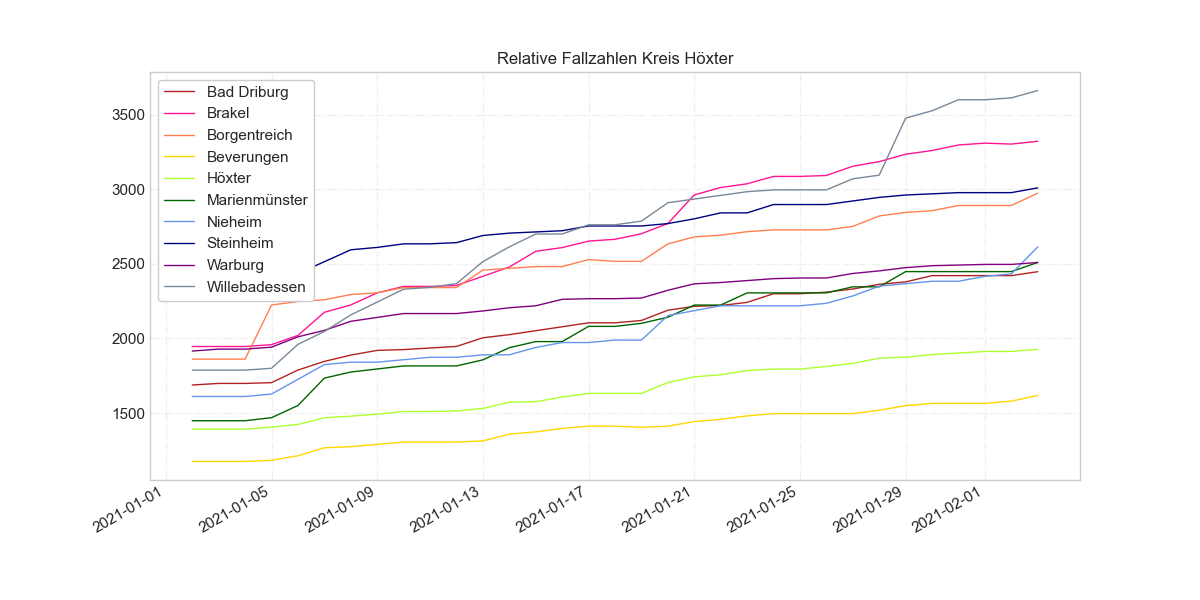 Relative Fallzahlen Kreis Höxter
Bad Driburg
Brakel
Borgentreich
Beverungen
Höxter
Marienmünster
Nieheim
Steinheim
Warburg
Willebadessen
3500
3000
2500
2000
1500
2021-01-01
2021-01-05
2021-01-09
2021-01-13
2021-01-17
2021-01-21
2021-01-25
2021-01-29
2021-02-01